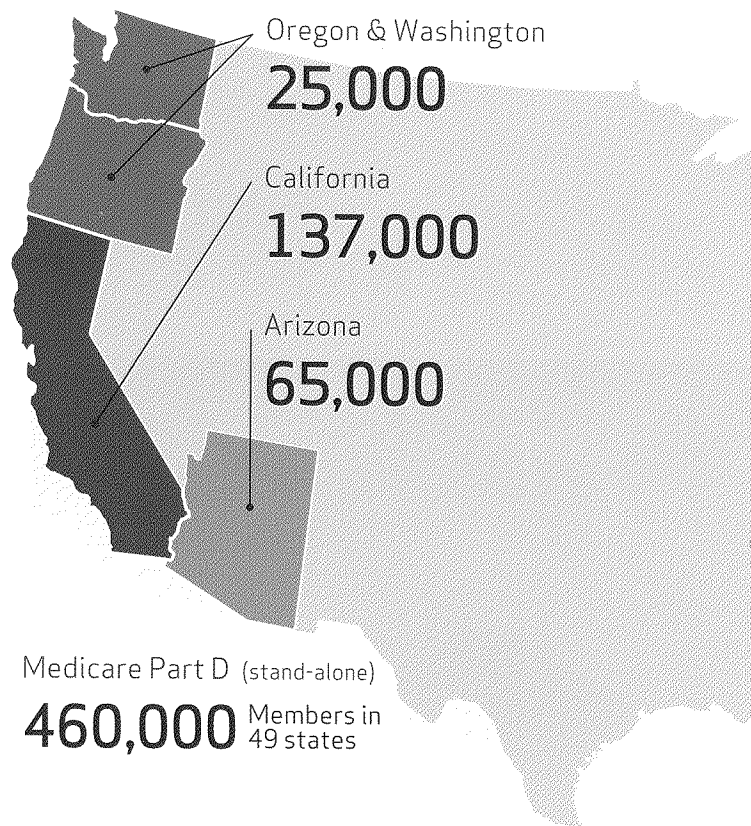 Oregon & Washington
25,000
California
137,000
Arizona
65,000
Medicare Part D (stand-alone)
460,000 Members in
49 states